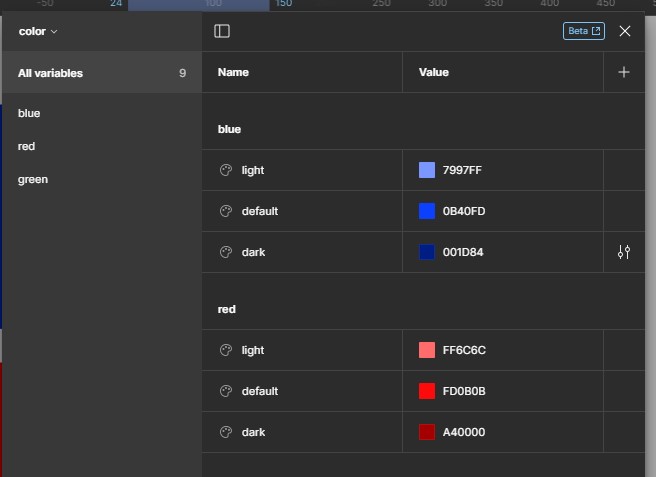 -50 24 100 150 250 300 350 400 450
color
Beta
All variables 9
Name Value
blue
red
green
blue
light 7997FF
default 0B40FD
dark 001D84
red
light FF6C6C
default FD0B0B
dark A40000